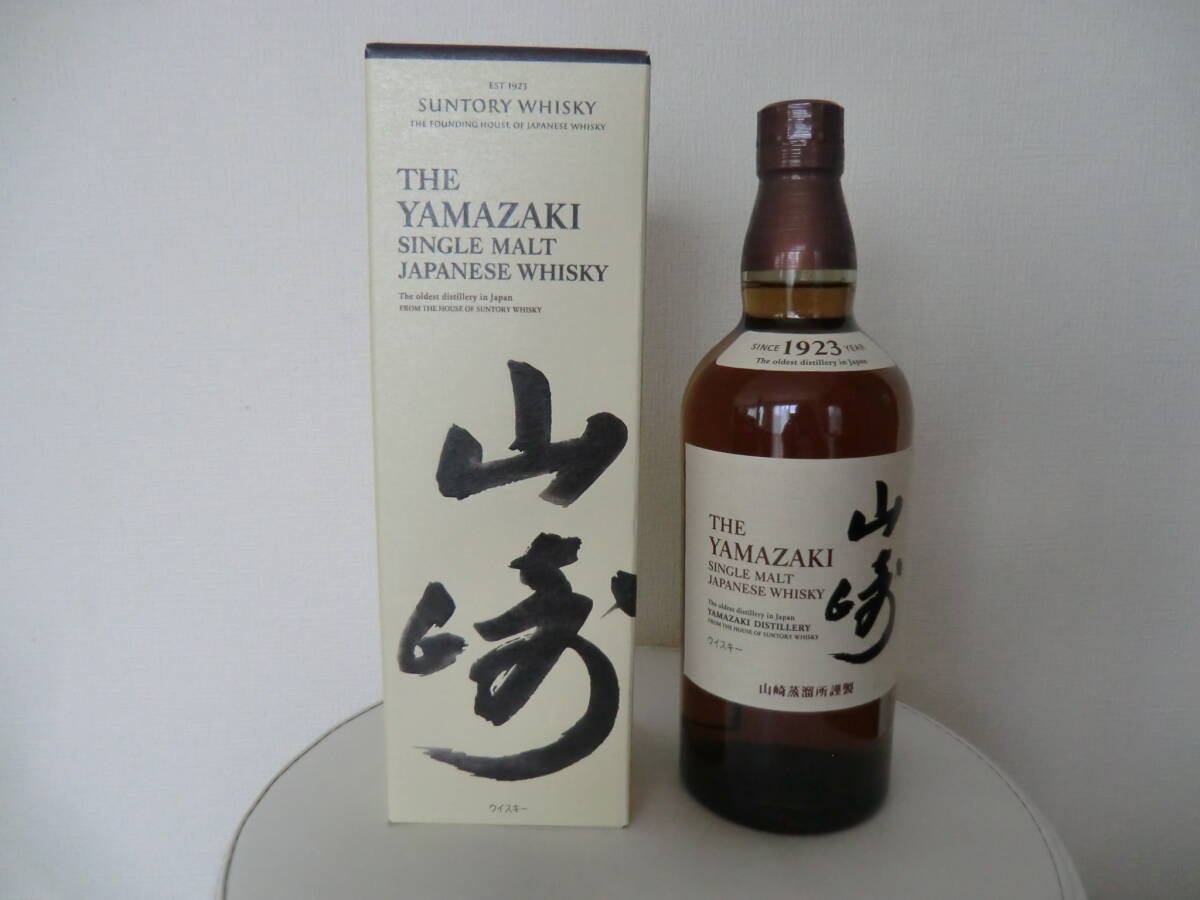 EST 1923
SUNTORY WHISKY
THE FOUNDING HOUSE OF JAPANESE WHISKY
THE
YAMAZAKI
SINGLE MALT
JAPANESE WHISKY
The oldest distillery in Japan
FROM THE HOUSE OF SUNTORY WHISKY
山
崎
ウイスキー
SINCE 1923 YEAR
The oldest distillery in Japan
THE
YAMAZAKI
SINGLE MALT
JAPANESE WHISKY
The oldest distillery in Japan
YAMAZAKI DISTILLERY
FROM THE HOUSE OF SUNTORY WHISKY
ウイスキー
山
崎
山崎蒸溜所謹製